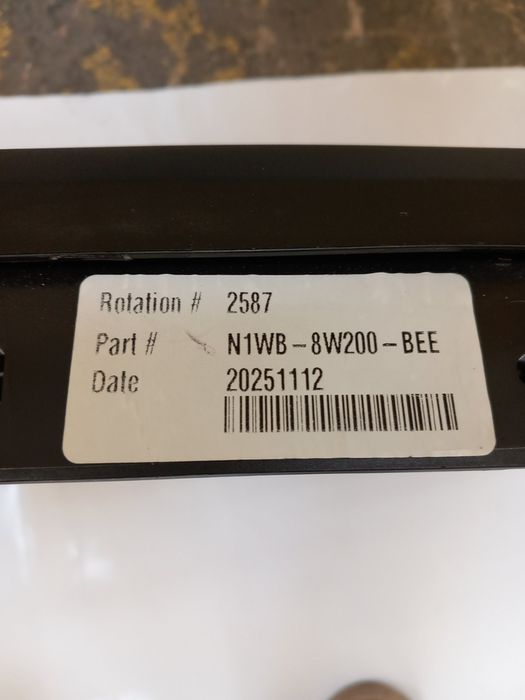 Rotation # 2587
Part # N1WB-8W200-BEE
Date 20251112